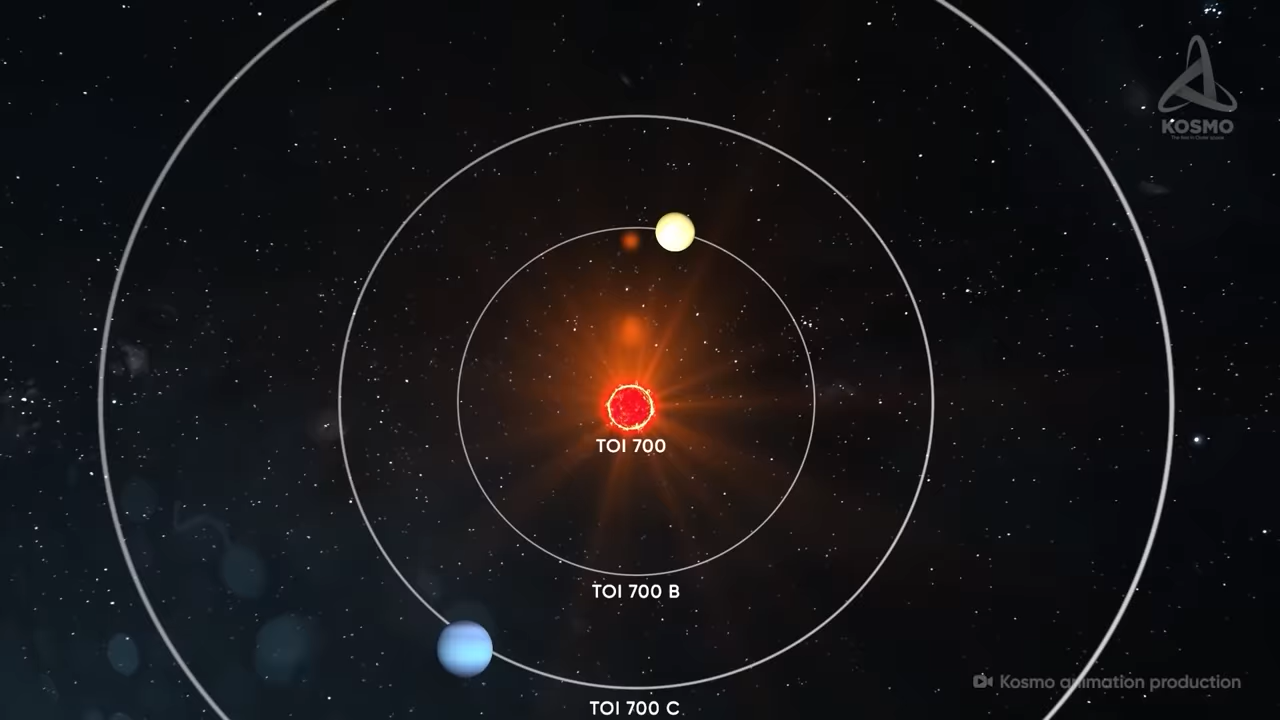 KOSMO
TOI 700
TOI 700 B
Kosmo animation production
TOI 700 C